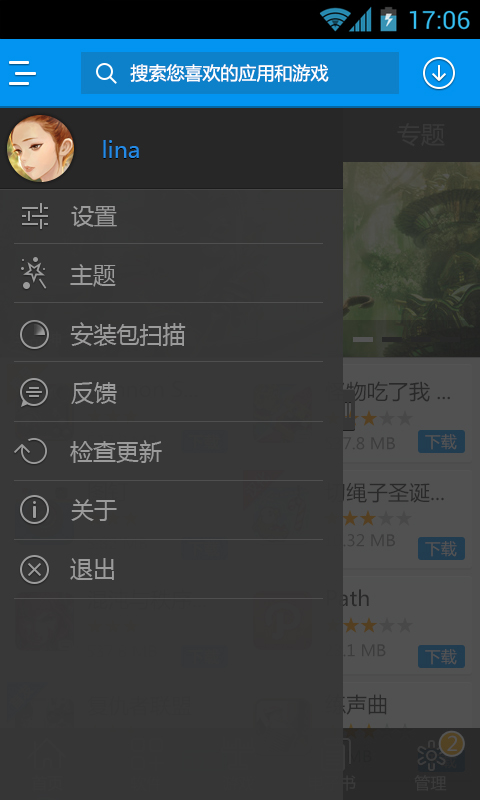 17:06
搜索您喜欢的应用和游戏
lina
专题
设置
主题
安装包扫描
反馈
检查更新
关于
退出
物吃了我 ...
7.8 MB
下载
绳子圣诞...
.32 MB
下载
ath
.1 MB
下载
声曲
书
管理
2